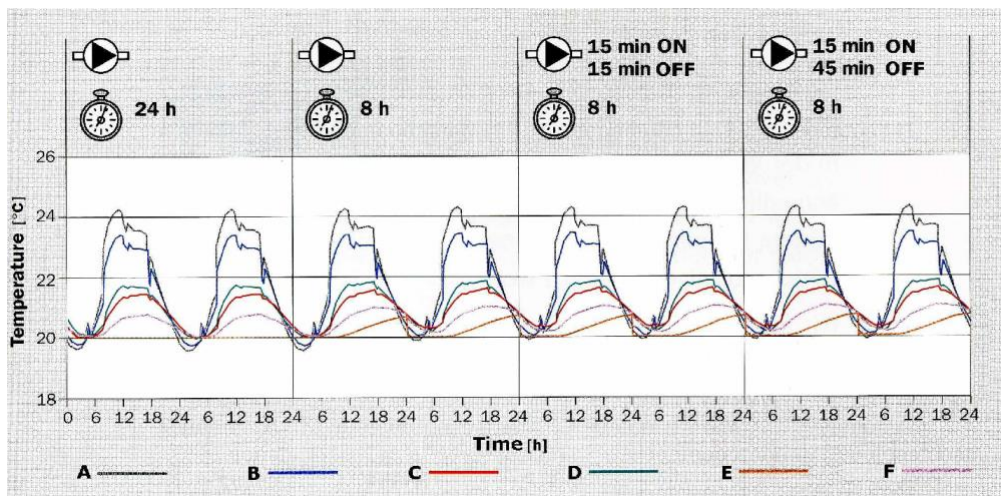 15 min ON
15 min OFF
15 min ON
45 min OFF
24 h
8 h
8 h
8 h
26
24
22
20
18
Temperature [°C]
0 6 12 18 24 6 12 18 24 6 12 18 24 6 12 18 24 6 12 18 24 6 12 18 24 6 12 18 24 6 12 18 24
Time [h]
A B C D E F